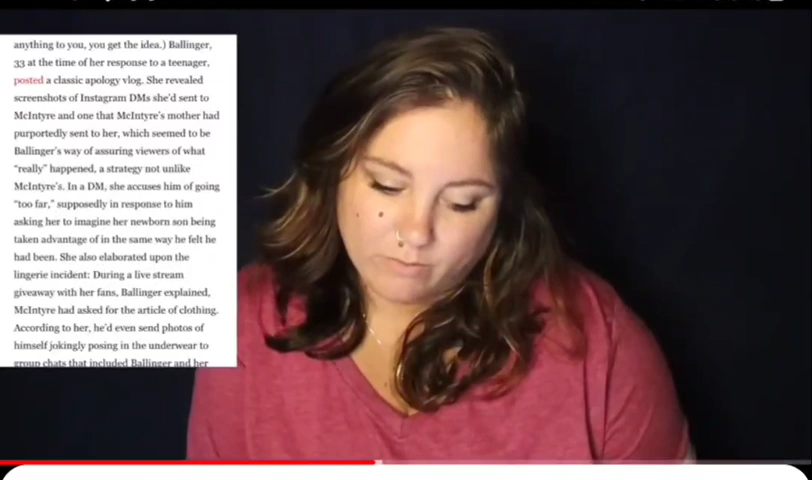 anything to you, you get the idea.) Ballinger,
33 at the time of her response to a teenager,
posted a classic apology vlog. She revealed
screenshots of Instagram DMs she'd sent to
McIntyre and one that McIntyre's mother had
purportedly sent to her, which seemed to be
Ballinger's way of assuring viewers of what
"really" happened, a strategy not unlike
McIntyre's. In a DM, she accuses him of going
"too far," supposedly in response to him
asking her to imagine her newborn son being
taken advantage of in the same way he felt he
had been. She also elaborated upon the
lingerie incident: During a live stream
giveaway with her fans, Ballinger explained,
McIntyre had asked for the article of clothing.
According to her, he'd even send photos of
himself jokingly posing in the underwear to
group chats that included Ballinger and her